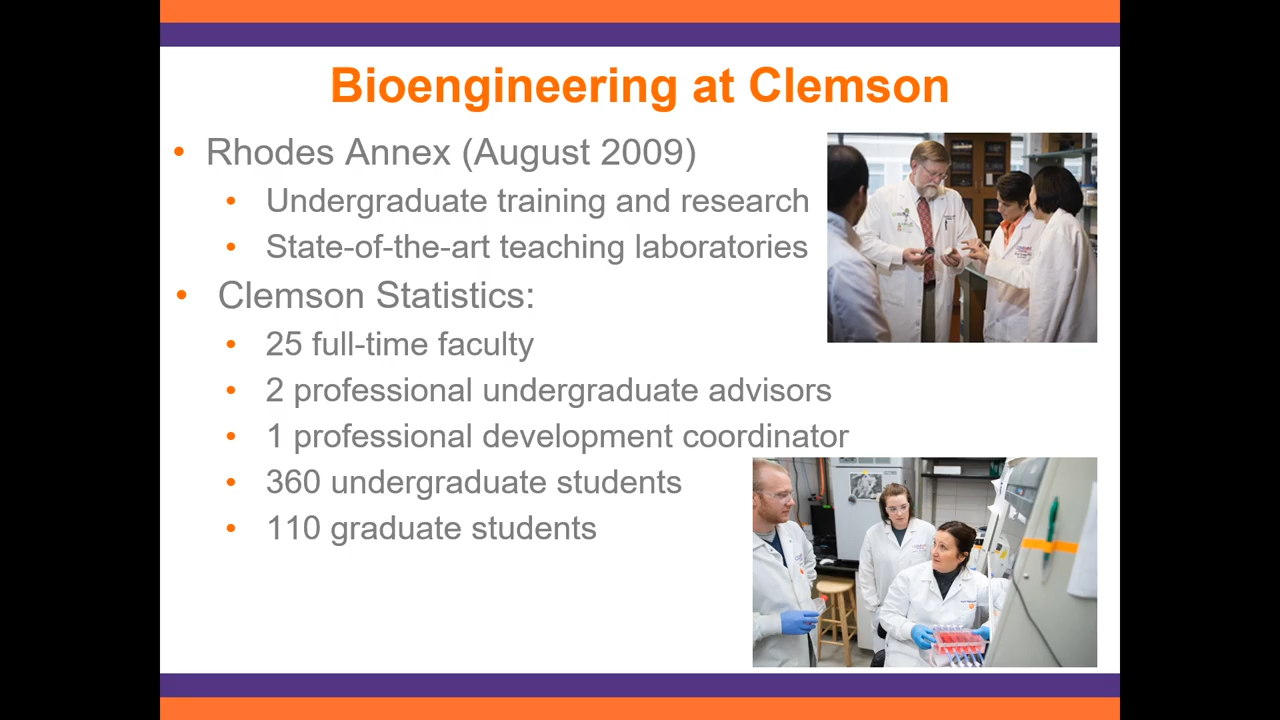 Bioengineering at Clemson
• Rhodes Annex (August 2009)
• Undergraduate training and research
• State-of-the-art teaching laboratories
• Clemson Statistics:
• 25 full-time faculty
• 2 professional undergraduate advisors
• 1 professional development coordinator
• 360 undergraduate students
• 110 graduate students